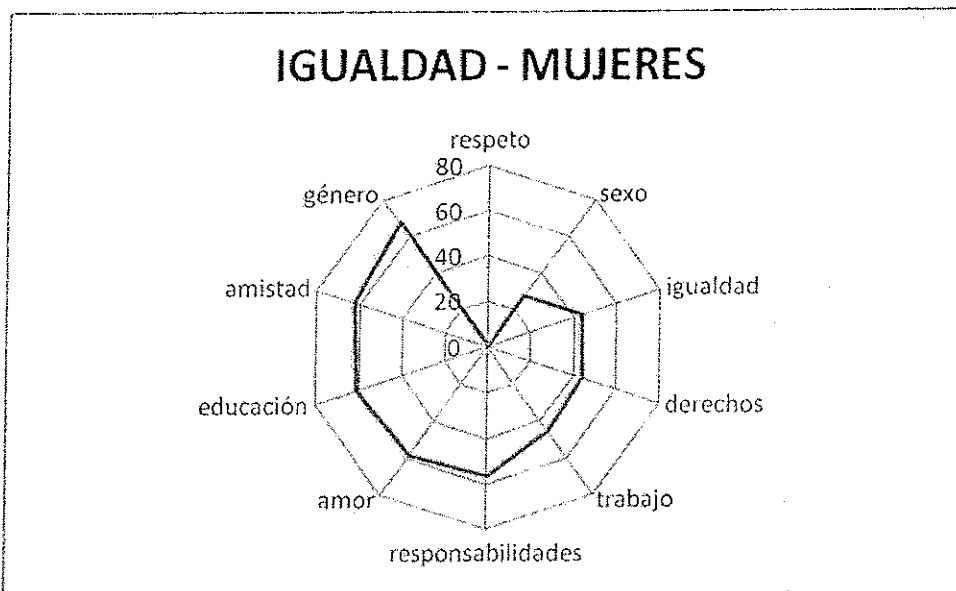 IGUALDAD - MUJERES
respeto
80
género
sexo
60
40
amistad
igualdad
20
0
educación
derechos
amor
trabajo
responsabilidades